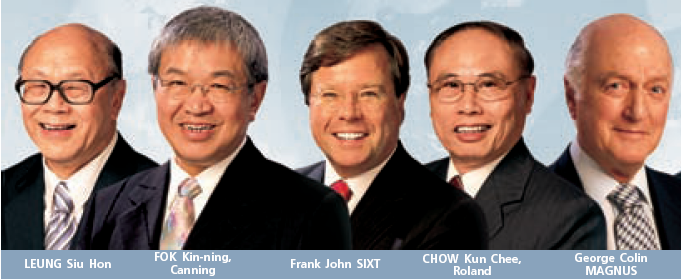 LEUNG Siu Hon
FOK Kin-ning,
Canning
Frank John SIXT
CHOW Kun Chee,
Roland
George Colin
MAGNUS